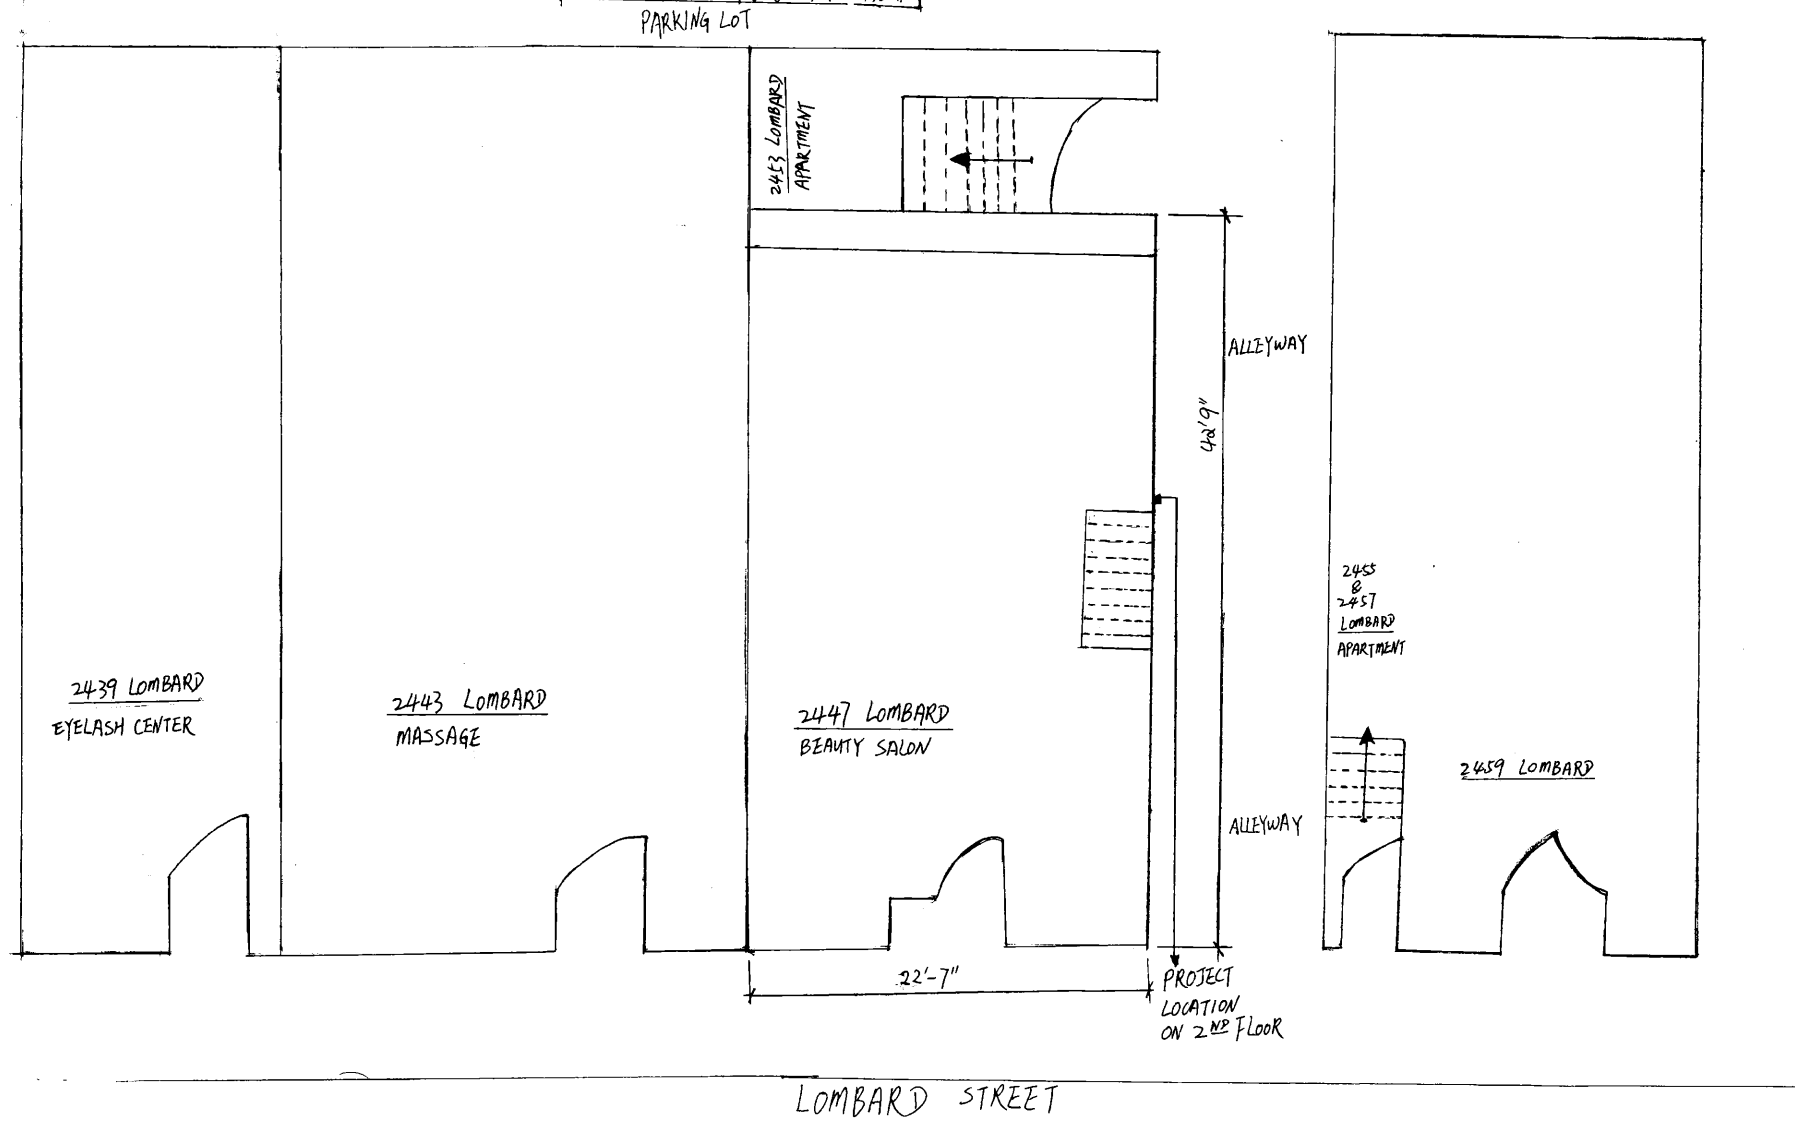 PARKING LOT
2453 LOMBARD
APARTMENT
ALLEYWAY
42'9"
2455
&
2457
LOMBARD
APARTMENT
2439 LOMBARD
EYELASH CENTER
2443 LOMBARD
MASSAGE
2447 LOMBARD
BEAUTY SALON
2459 LOMBARD
ALLEYWAY
22'-7"
PROJECT
LOCATION
ON 2ND FLOOR
LOMBARD STREET